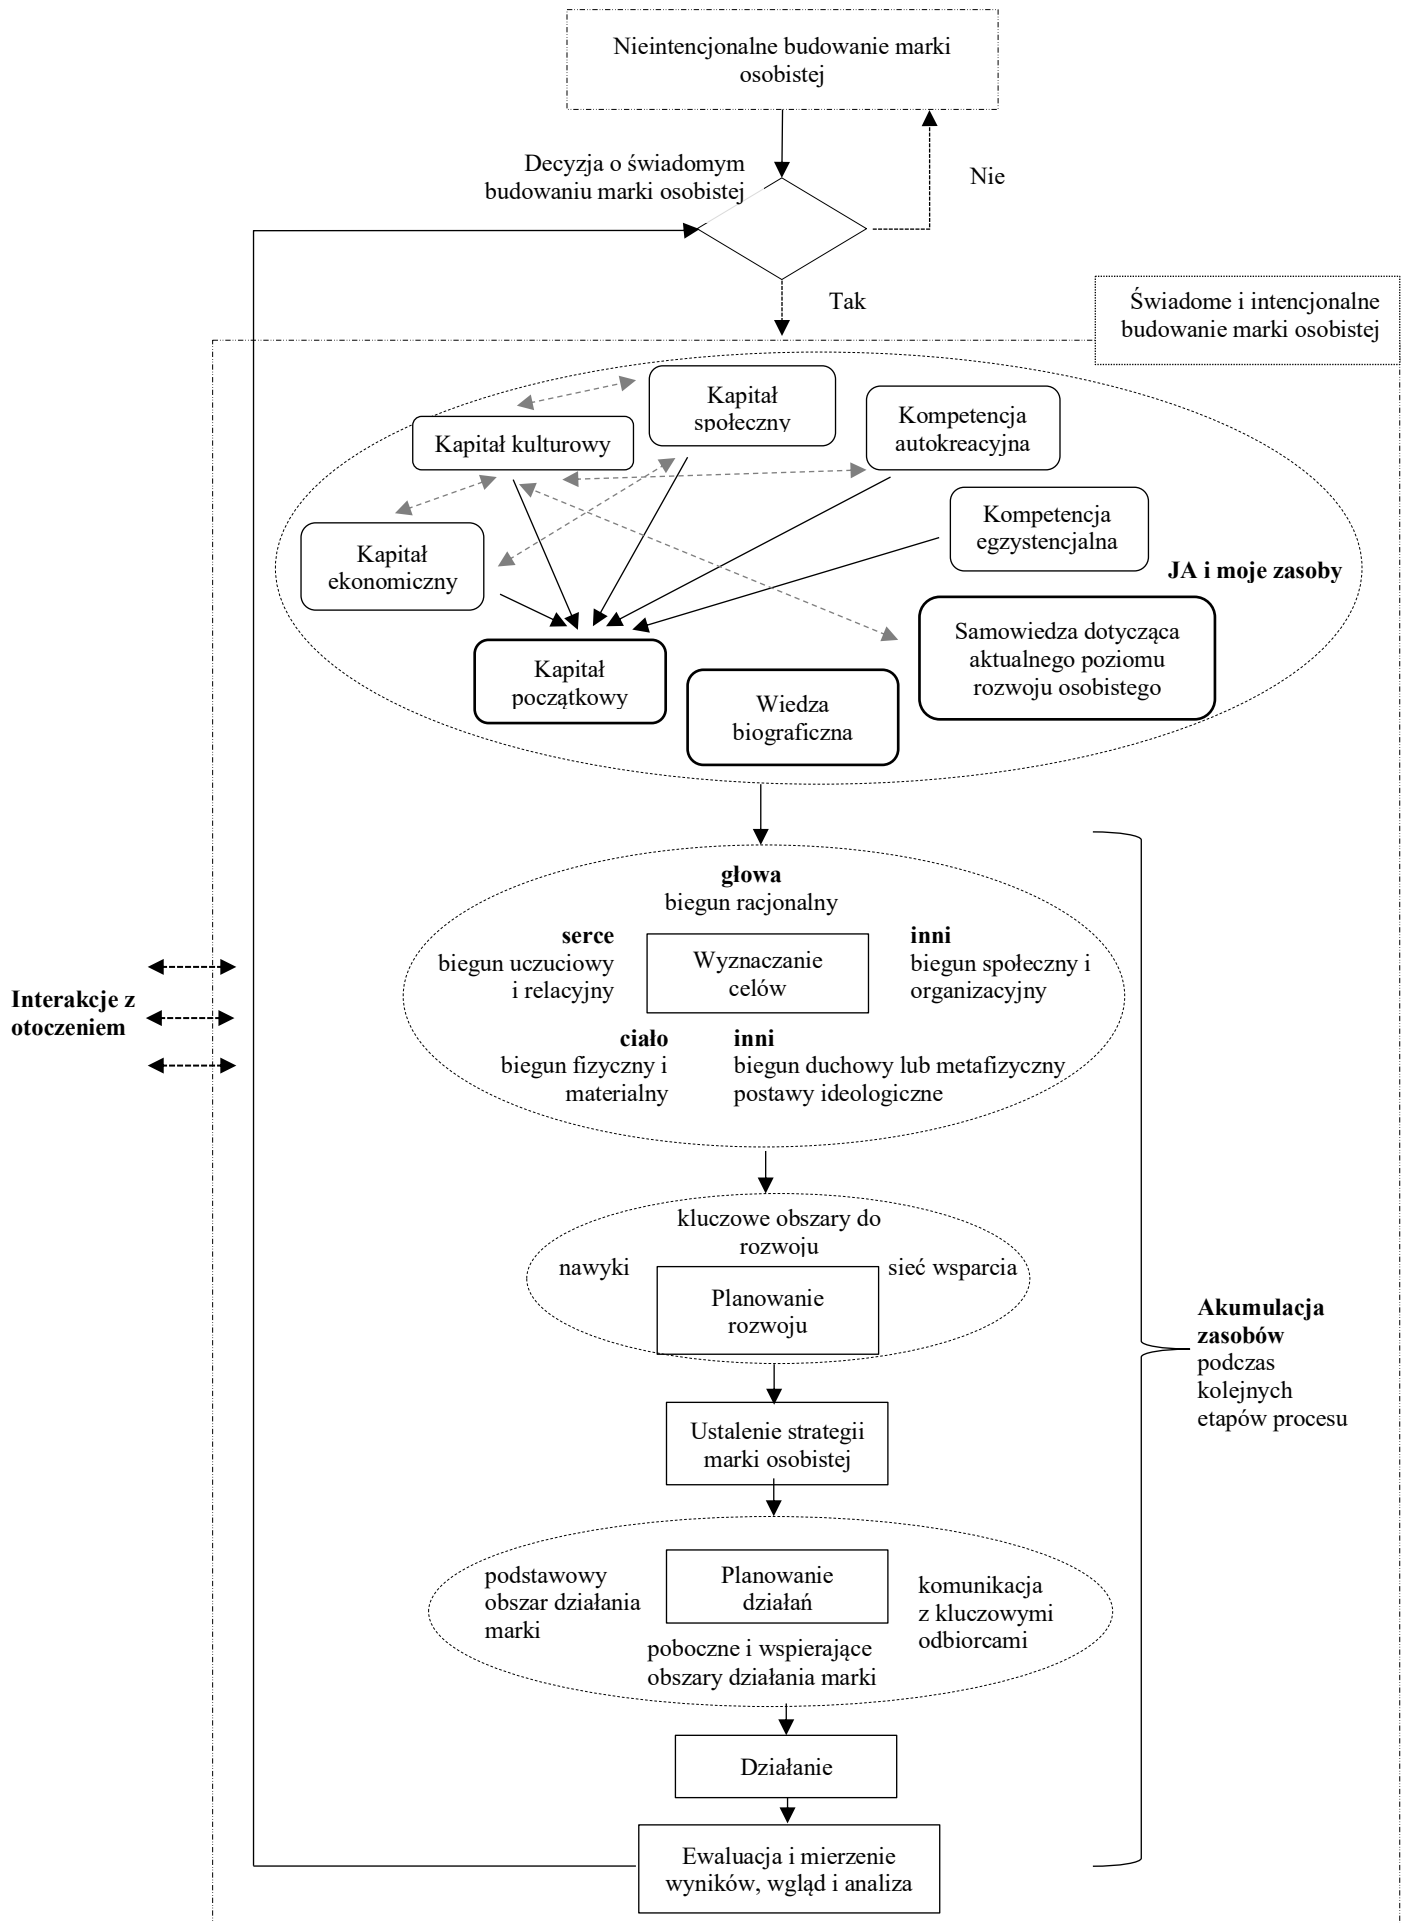 Nieintencjonalne budowanie marki
osobistej
Decyzja o świadomym
budowaniu marki osobistej
Nie
Tak
Świadome i intencjonalne
budowanie marki osobistej
Kapitał
społeczny
Kompetencja
autokreacyjna
Kapitał kulturowy
Kompetencja
egzystencjalna
Kapitał
ekonomiczny
JA i moje zasoby
Samowiedza dotycząca
aktualnego poziomu
rozwoju osobistego
Kapitał
początkowy
Wiedza
biograficzna
głowa
biegun racjonalny
serce
biegun uczuciowy
i relacyjny
Wyznaczanie
celów
inni
biegun społeczny i
organizacyjny
Interakcje z
otoczeniem
ciało
biegun fizyczny i
materialny
inni
biegun duchowy lub metafizyczny
postawy ideologiczne
kluczowe obszary do
rozwoju
nawyki
sieć wsparcia
Planowanie
rozwoju
Akumulacja
zasobów
podczas
kolejnych
etapów procesu
Ustalenie strategii
marki osobistej
podstawowy
obszar działania
marki
Planowanie
działań
komunikacja
z kluczowymi
odbiorcami
poboczne i wspierające
obszary działania marki
Działanie
Ewaluacja i mierzenie
wyników, wgląd i analiza